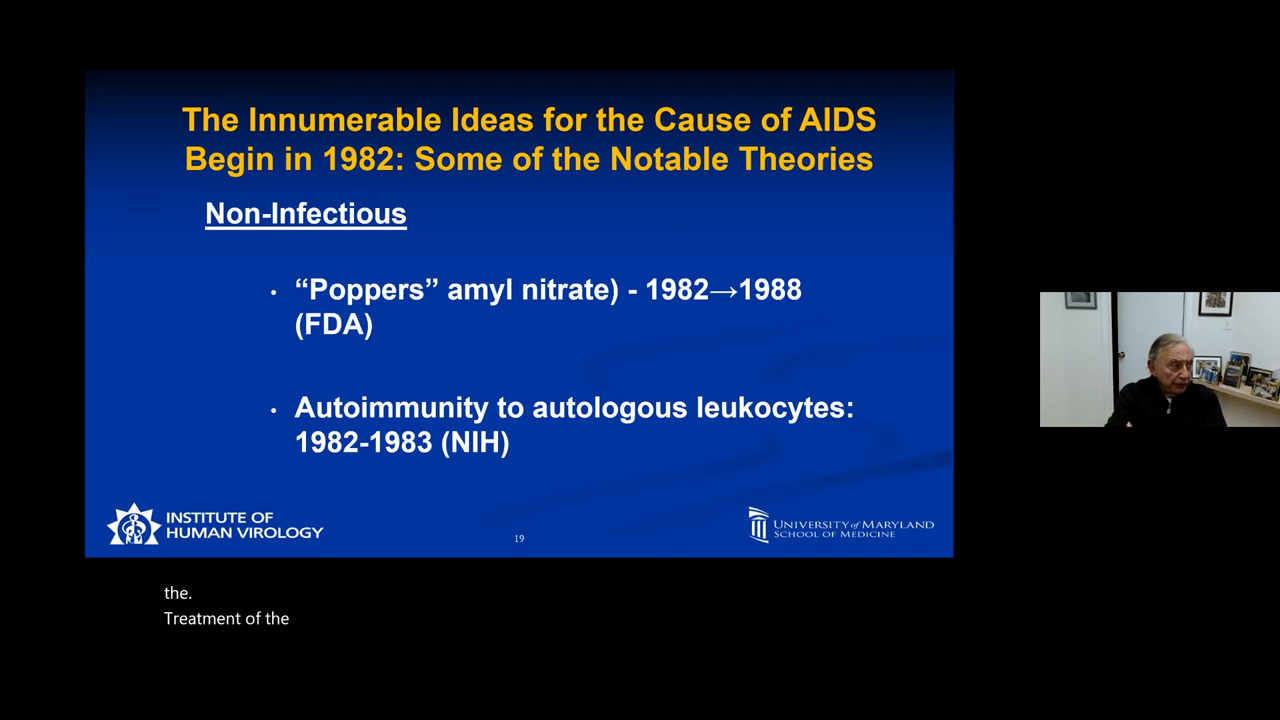 The Innumerable Ideas for the Cause of AIDS
Begin in 1982: Some of the Notable Theories
Non-Infectious
• “Poppers” amyl nitrate) - 1982→1988
(FDA)
• Autoimmunity to autologous leukocytes:
1982-1983 (NIH)
INSTITUTE OF
HUMAN VIROLOGY
19
UNIVERSITY of MARYLAND
SCHOOL OF MEDICINE
the.
Treatment of the